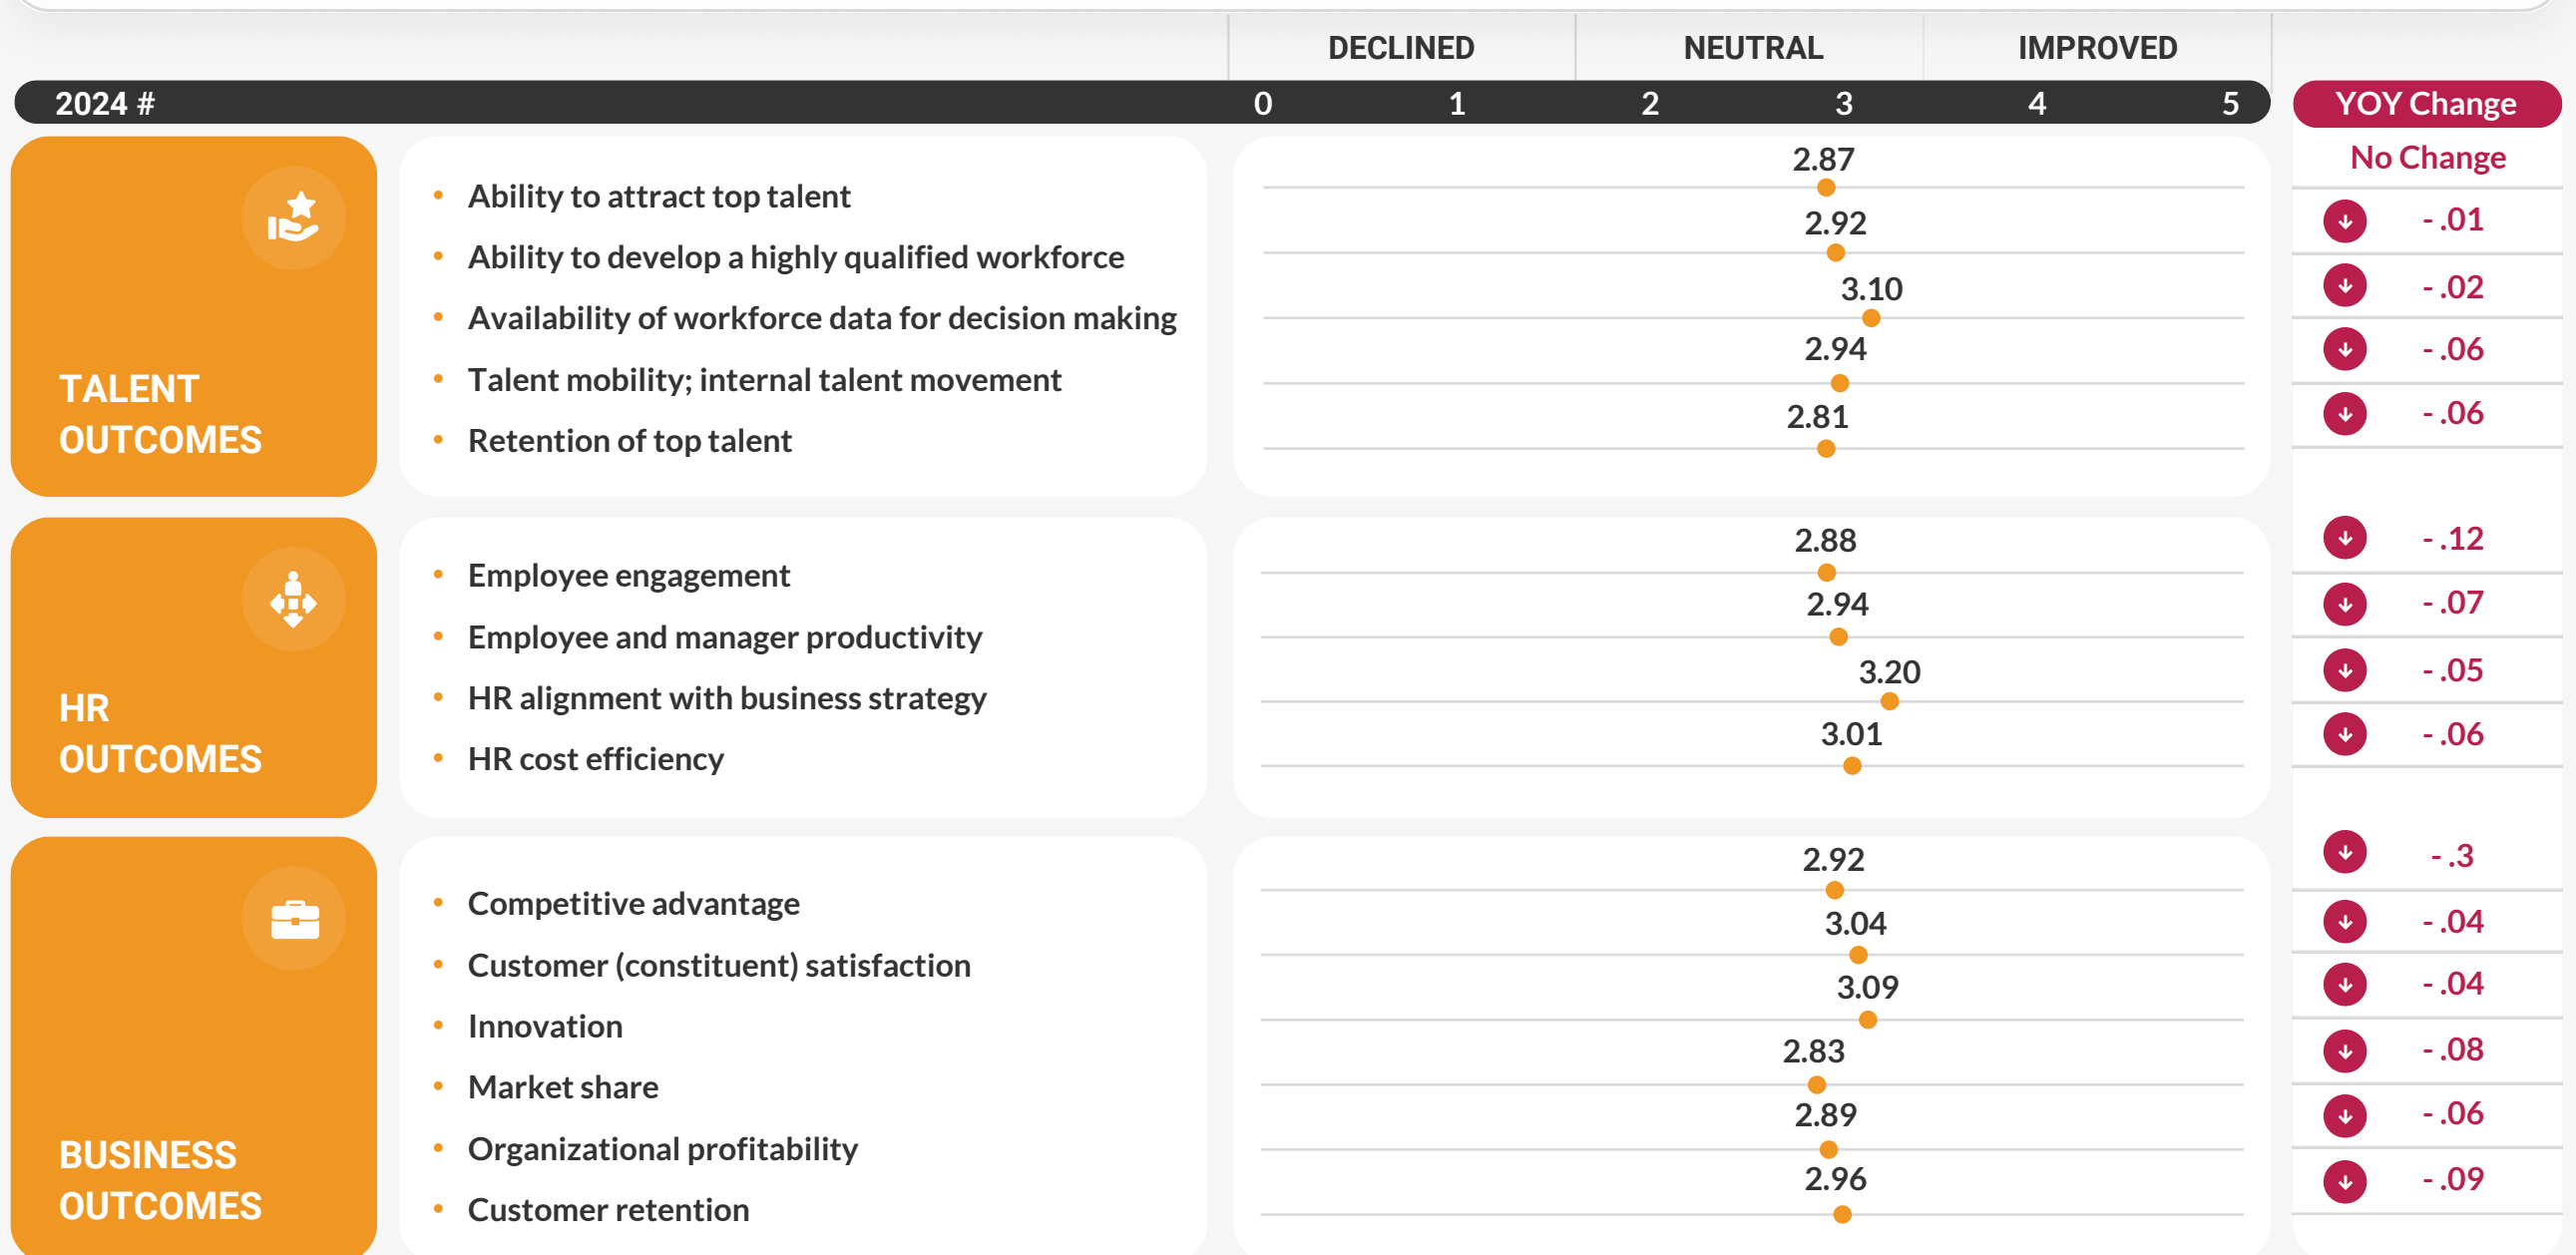 DECLINED NEUTRAL IMPROVED
2024 # 0 1 2 3 4 5 YOY Change
TALENT
OUTCOMES
• Ability to attract top talent 2.87 No Change
• Ability to develop a highly qualified workforce 2.92 - .01
• Availability of workforce data for decision making 3.10 - .02
• Talent mobility; internal talent movement 2.94 - .06
• Retention of top talent 2.81 - .06
HR
OUTCOMES
• Employee engagement 2.88 - .12
• Employee and manager productivity 2.94 - .07
• HR alignment with business strategy 3.20 - .05
• HR cost efficiency 3.01 - .06
BUSINESS
OUTCOMES
• Competitive advantage 2.92 - .3
• Customer (constituent) satisfaction 3.04 - .04
• Innovation 3.09 - .04
• Market share 2.83 - .08
• Organizational profitability 2.89 - .06
• Customer retention 2.96 - .09